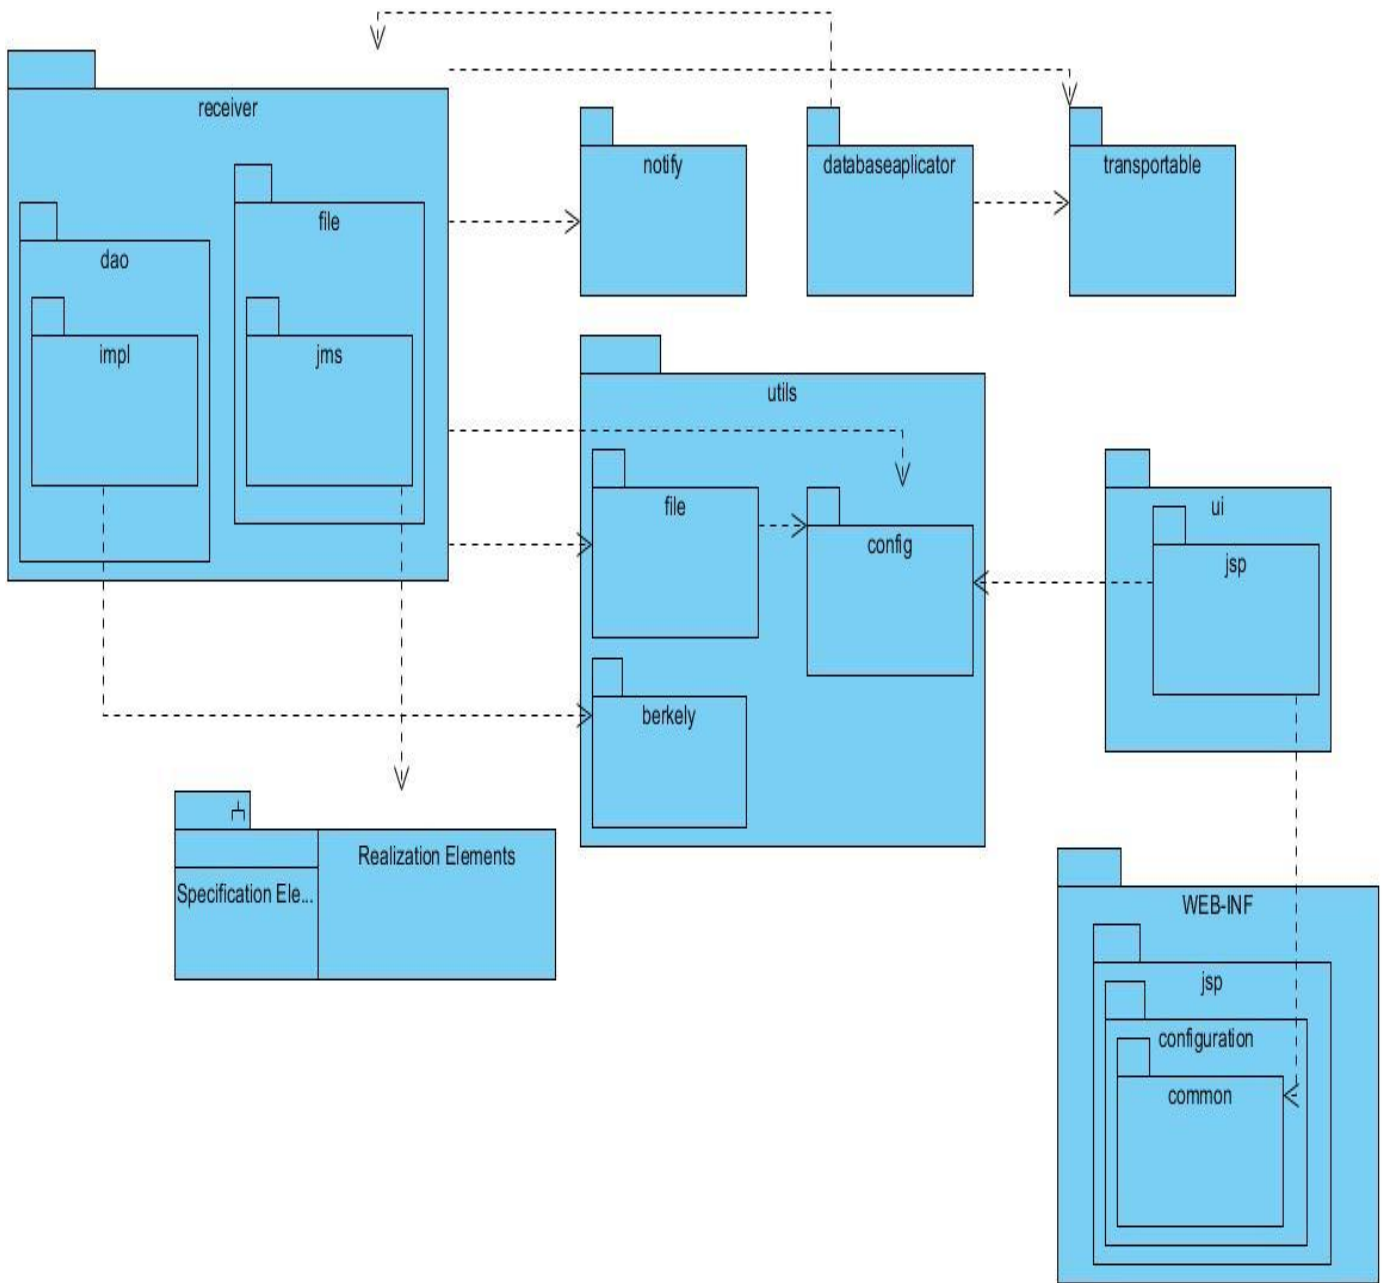 receiver
notify
databaseaplicator
transportable
file
dao
impl
jms
utils
file
config
berkely
ui
jsp
Realization Elements
Specification Ele...
WEB-INF
jsp
configuration
common